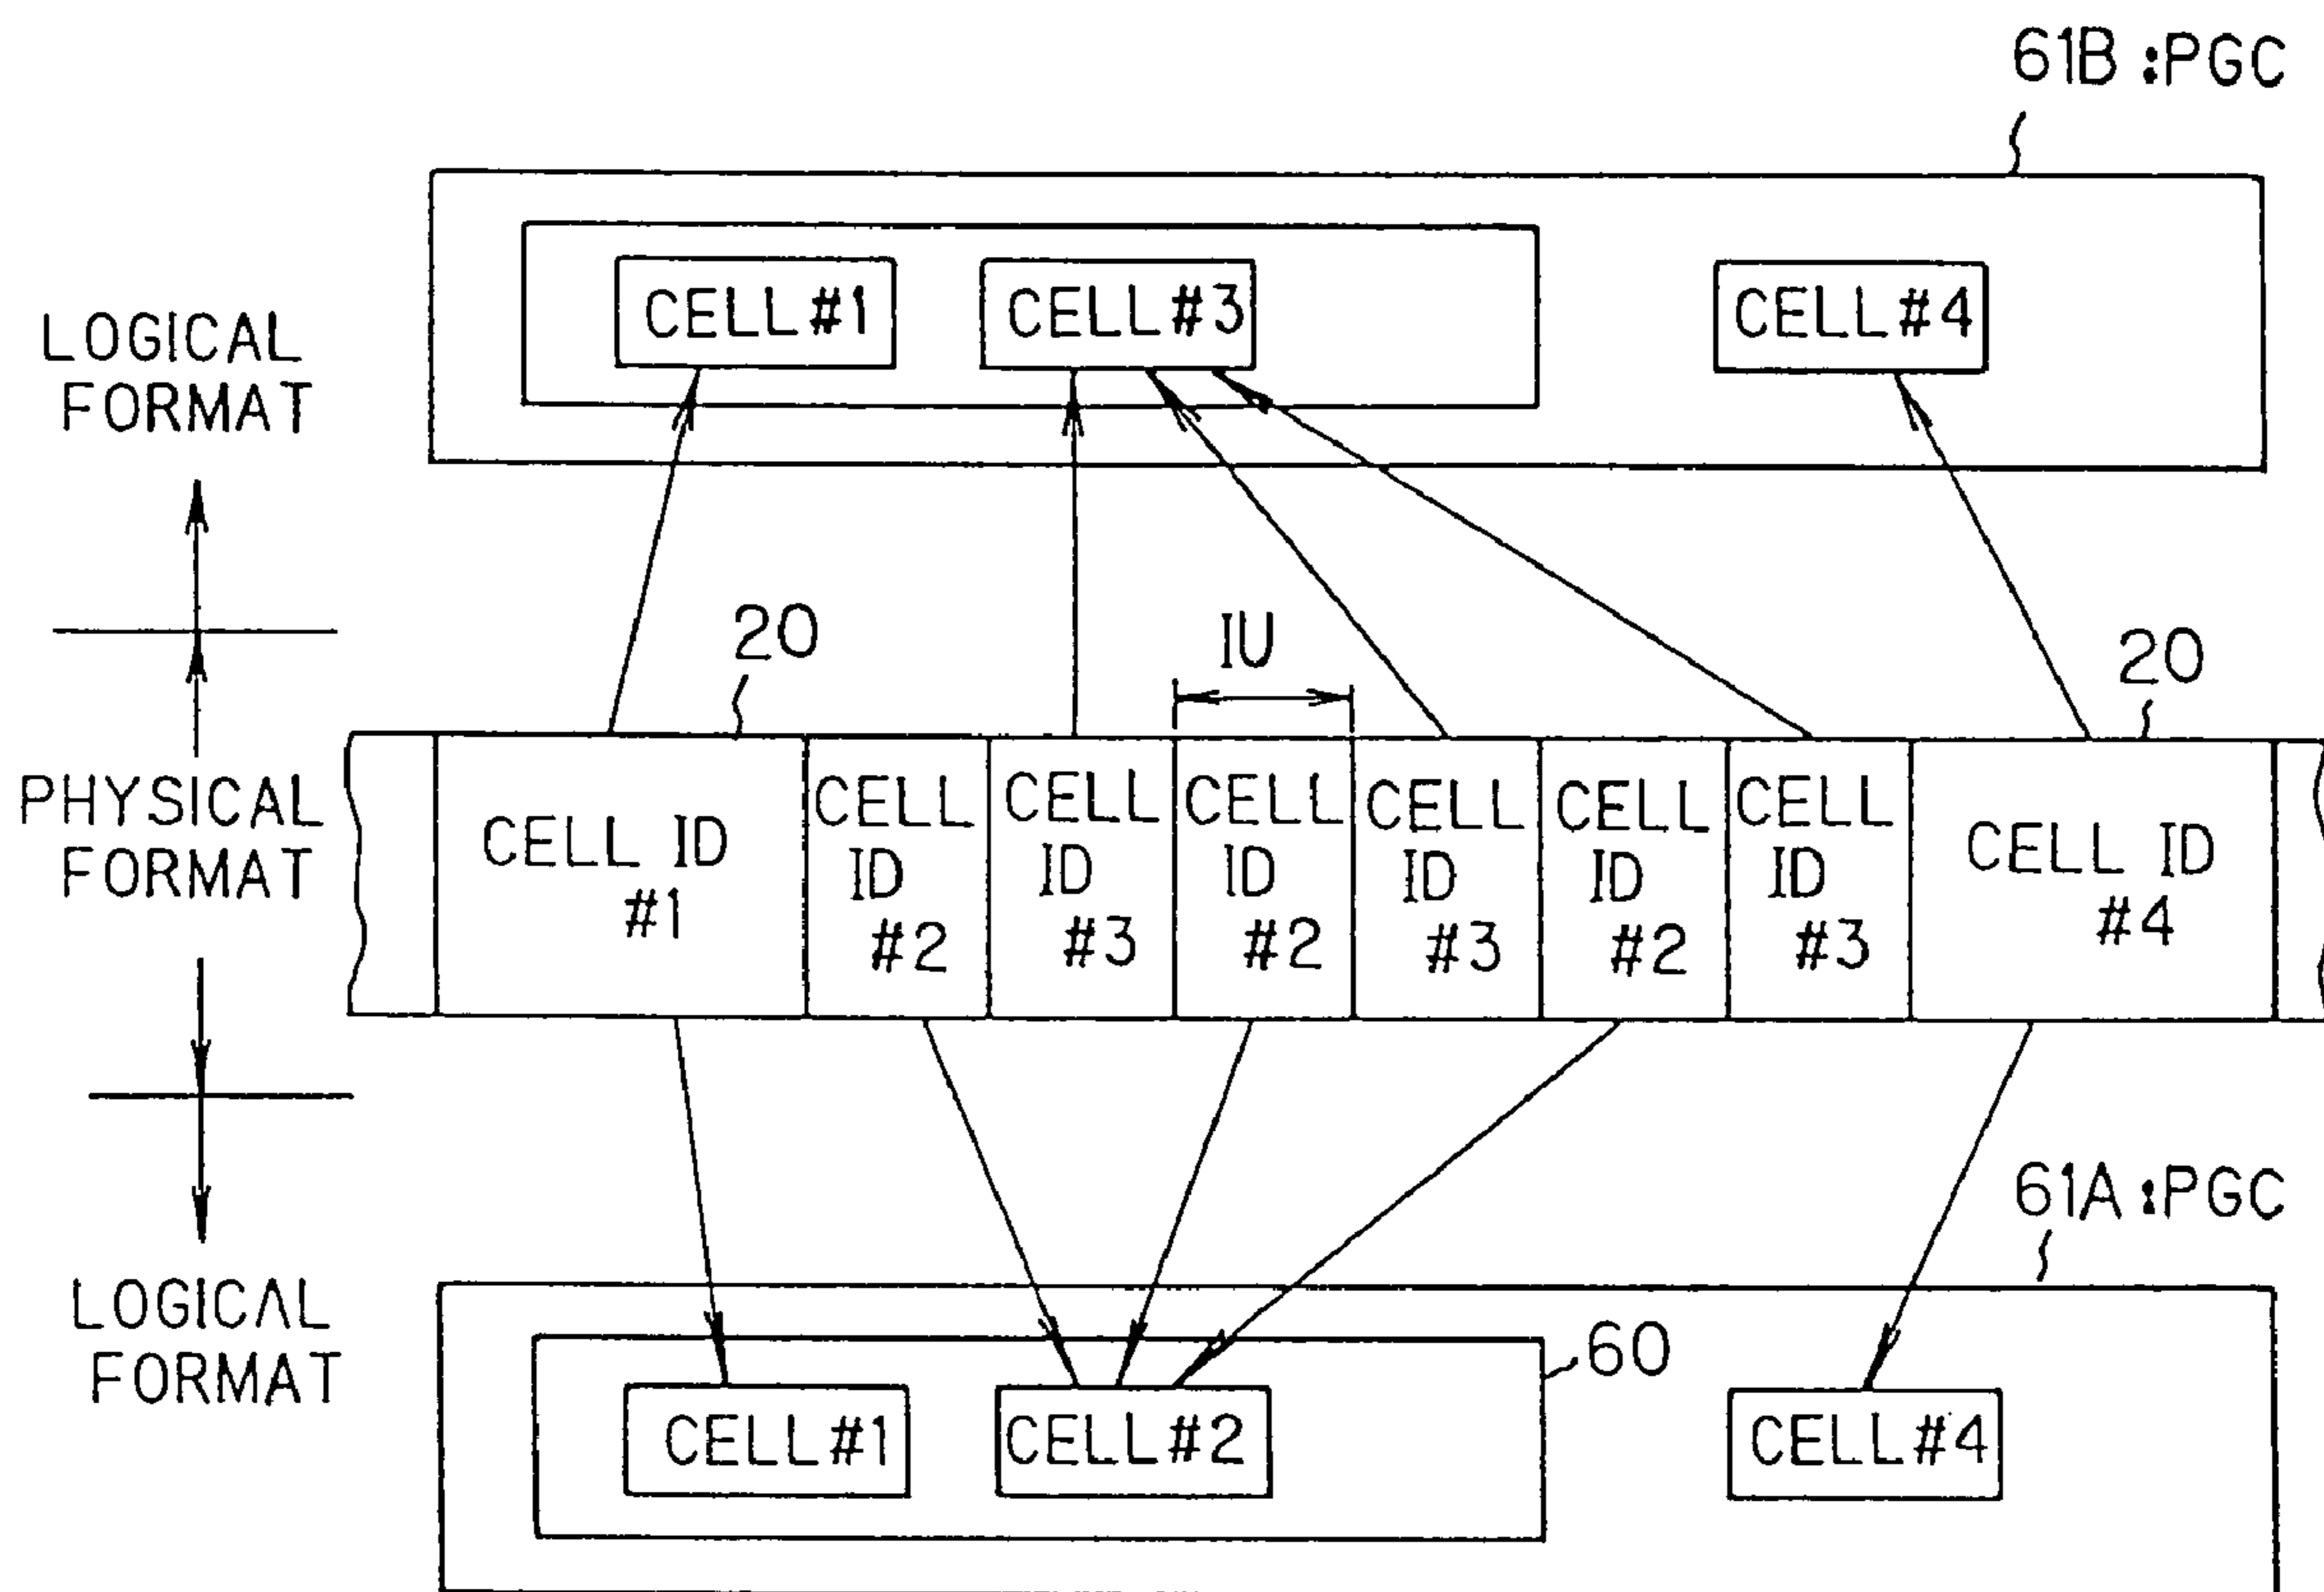 61B :PGC
CELL #1
CELL #3
CELL #4
LOGICAL
FORMAT
20
IU
20
PHYSICAL
FORMAT
CELL ID
#1
CELL
ID
#2
CELL
ID
#3
CELL
ID
#2
CELL
ID
#3
CELL
ID
#2
CELL
ID
#3
CELL ID
#4
61A :PGC
LOGICAL
FORMAT
60
CELL #1
CELL #2
CELL #4